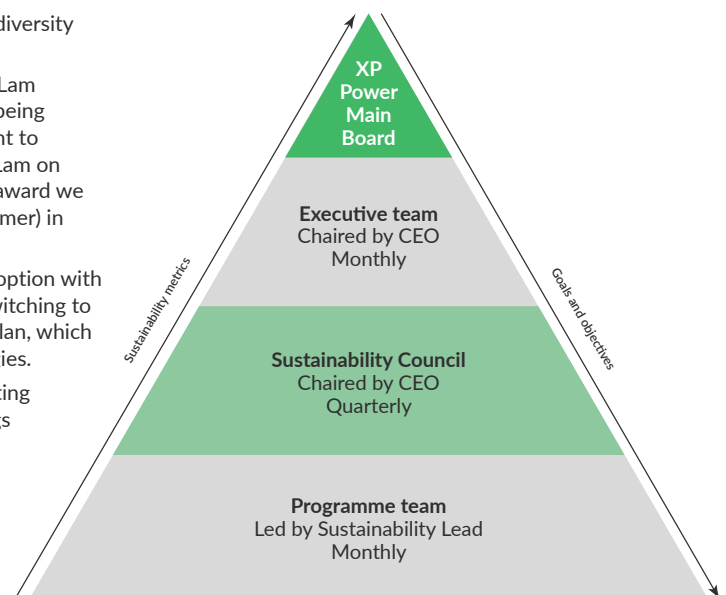 diversity
Lam
being
nt to
Lam on
award we
mer) in
option with
witching to
lan, which
ies.
ting
gs
XP
Power
Main
Board
Executive team
Chaired by CEO
Monthly
Sustainability metrics
Goals and objectives
Sustainability Council
Chaired by CEO
Quarterly
Programme team
Led by Sustainability Lead
Monthly